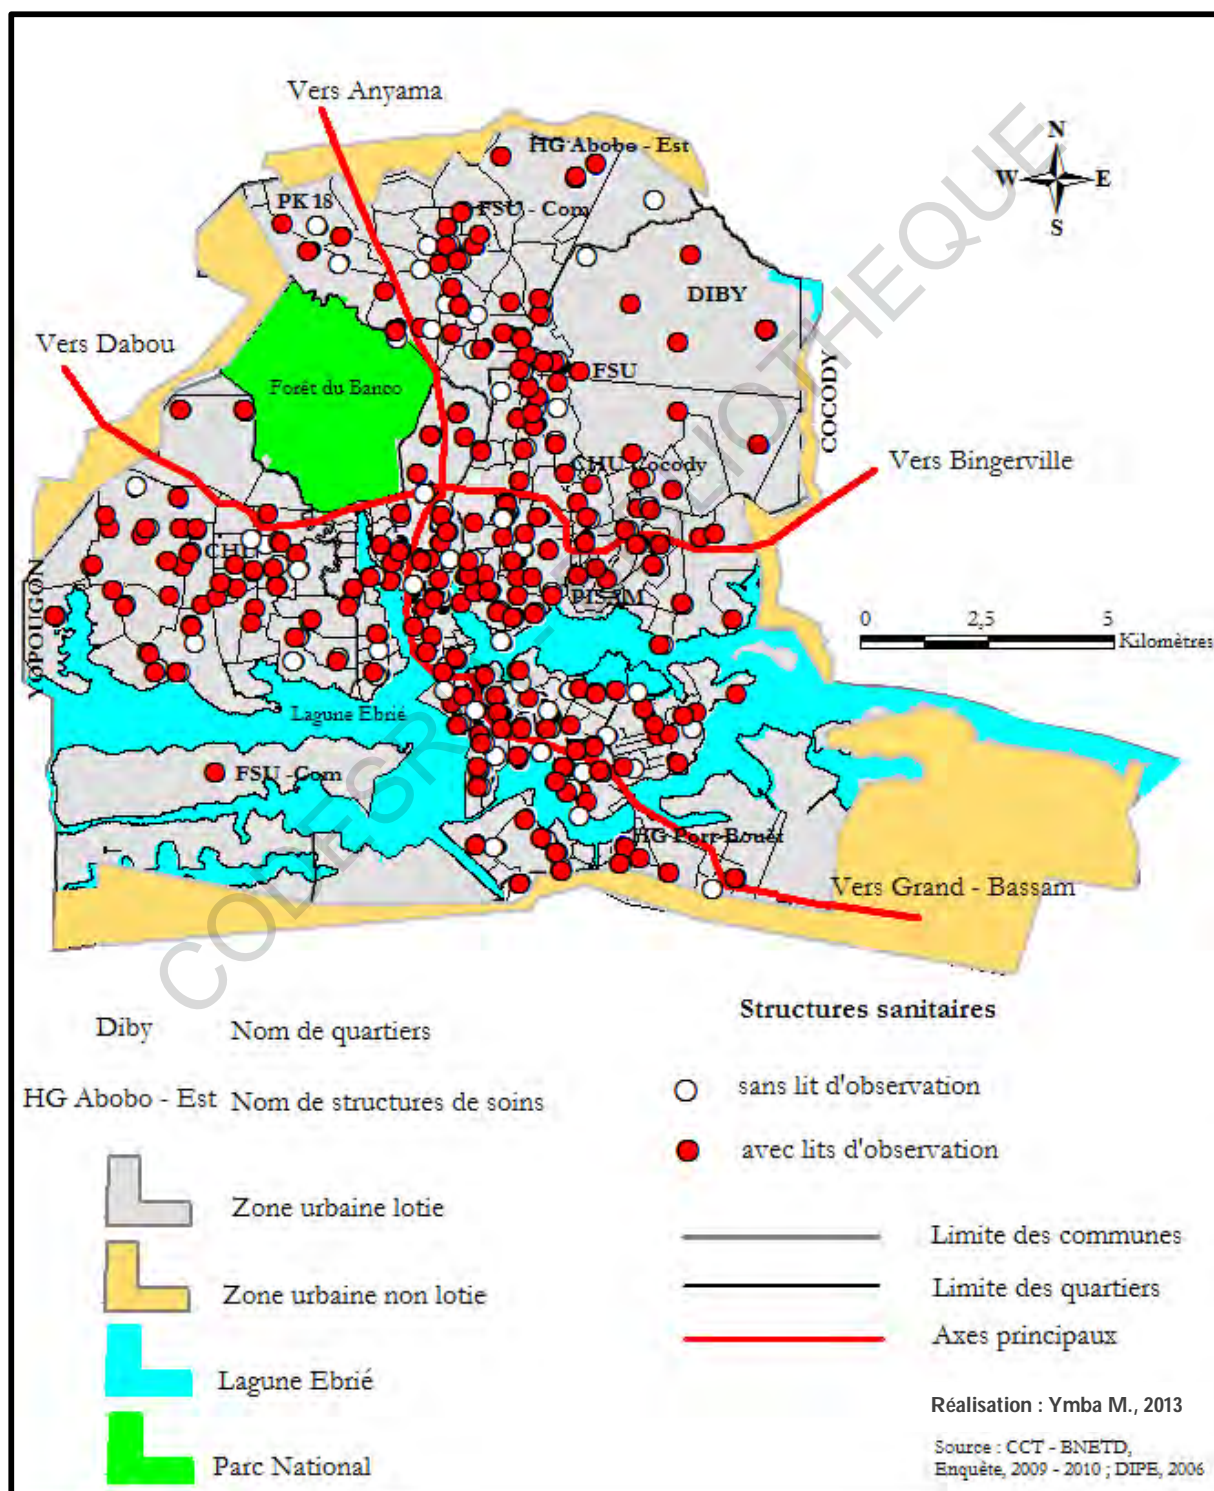 Vers Anyama
N
HG Abobo - Est
W E
S
PK 18
FSU - Com
DIBY
Vers Dabou
FSU
Forêt du Banco
COCODY
CHU Cocody
Vers Bingerville
CHU
YOPOUGON
PISAM
0 2,5 5
Kilomètres
Lagune Ebrié
FSU -Com
HG Port-Bouët
Vers Grand - Bassam
Diby Nom de quartiers
HG Abobo - Est Nom de structures de soins
Zone urbaine lotie
Zone urbaine non lotie
Lagune Ebrié
Parc National
Structures sanitaires
sans lit d'observation
avec lits d'observation
Limite des communes
Limite des quartiers
Axes principaux
Réalisation : Ymba M., 2013
Source : CCT - BNETD,
Enquête, 2009 - 2010 ; DIPE, 2006